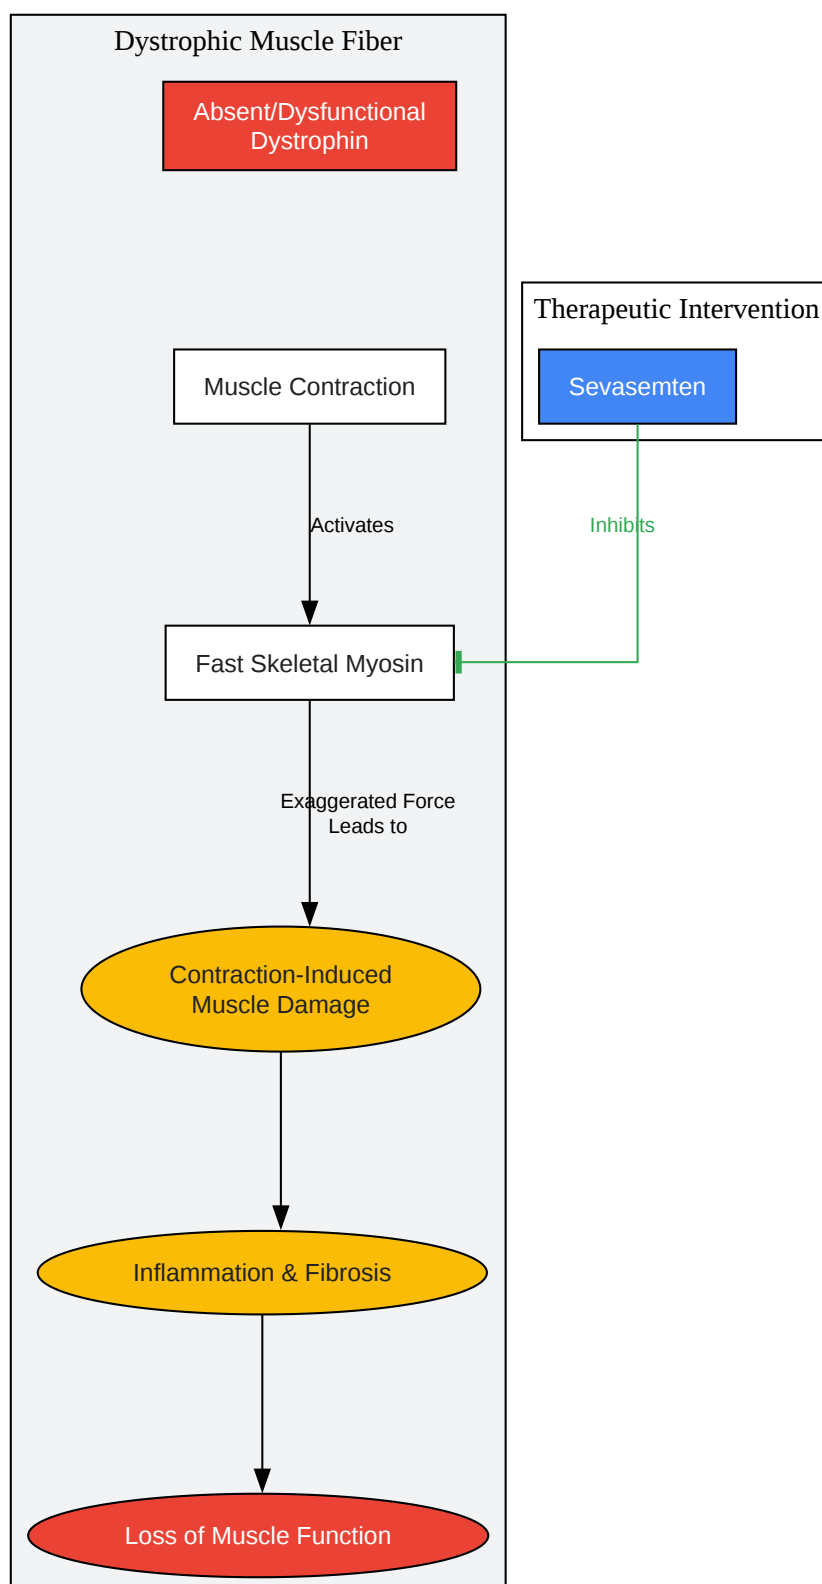 Dystrophic Muscle Fiber
Absent/Dysfunctional
Dystrophin
Therapeutic Intervention
Muscle Contraction
Sevasemten
Activates
Inhibits
Fast Skeletal Myosin
Exaggerated Force
Leads to
Contraction-Induced
Muscle Damage
Inflammation & Fibrosis
Loss of Muscle Function